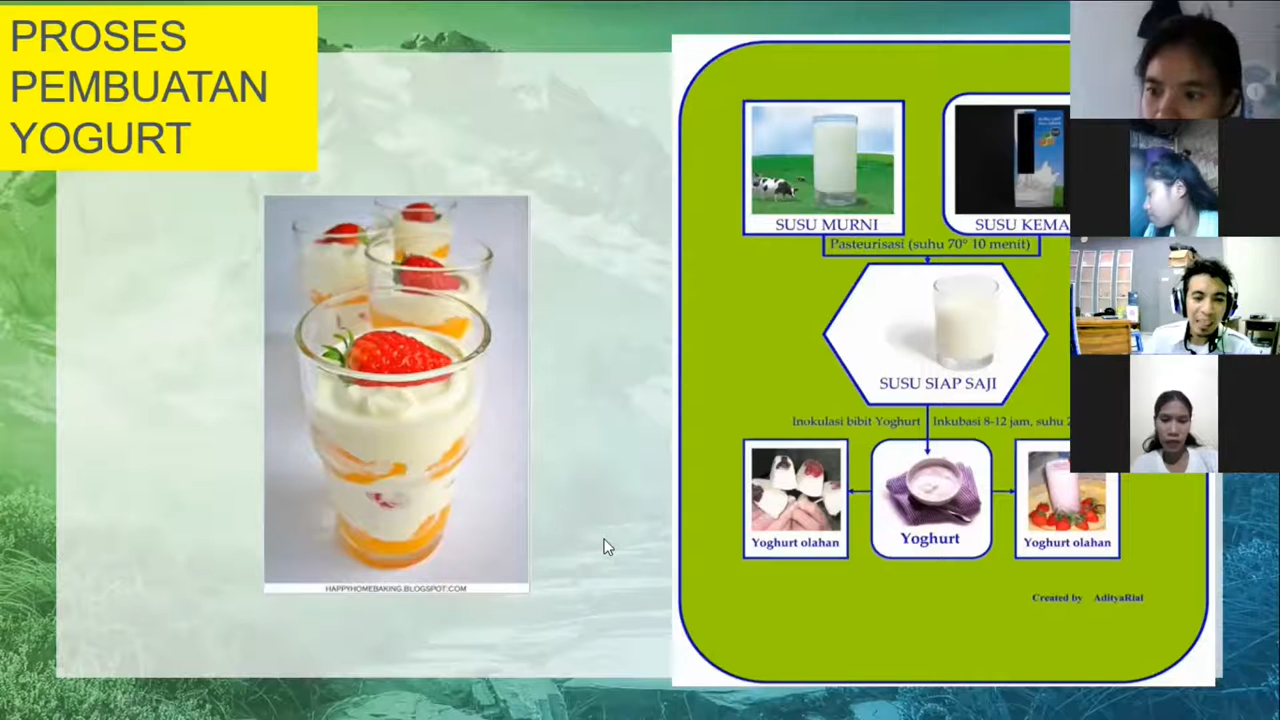 PROSES
PEMBUATAN
YOGURT
SUSU MURNI
SUSU KEMA
Pasteurisasi (suhu 70° 10 menit)
SUSU SIAP SAJI
Inokulasi bibit Yoghurt
Inkubasi 8-12 jam, suhu 2
Yoghurt olahan
Yoghurt
Yoghurt olahan
HAPPYHOMEBAKING.BLOGSPOT.COM
Created by AdityaRial